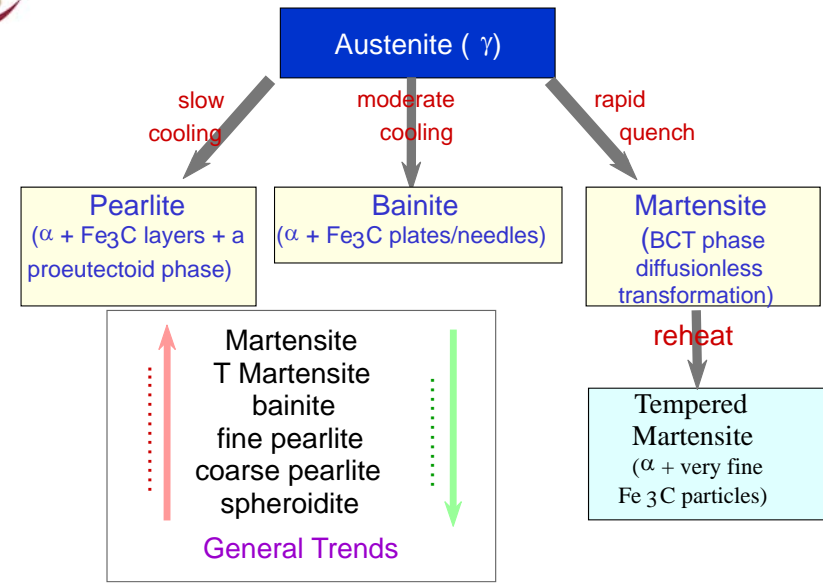 Austenite ( γ)
slow
cooling
moderate
cooling
rapid
quench
Pearlite
(α + Fe3C layers + a
proeutectoid phase)
Bainite
(α + Fe3C plates/needles)
Martensite
(BCT phase
diffusionless
transformation)
reheat
Tempered
Martensite
(α + very fine
Fe 3C particles)
Martensite
T Martensite
bainite
fine pearlite
coarse pearlite
spheroidite
General Trends